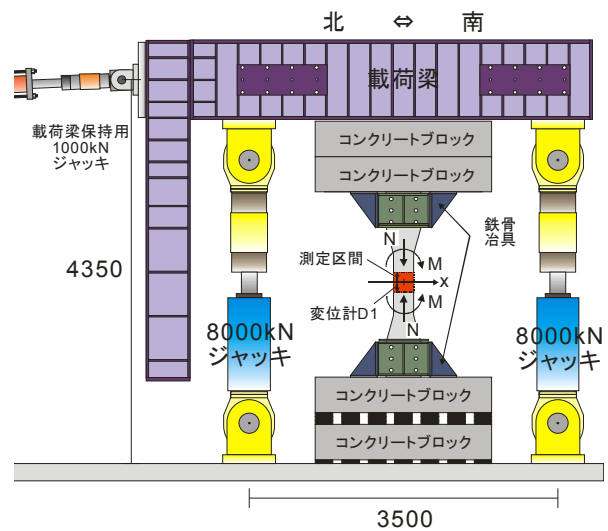 北 ⇔ 南
載荷梁
載荷梁保持用
1000kN
ジャッキ
コンクリートブロック
コンクリートブロック
鉄骨
冶具
N
測定区間
M
x
変位計D1
M
N
4350
8000kN
ジャッキ
8000kN
ジャッキ
コンクリートブロック
コンクリートブロック
3500